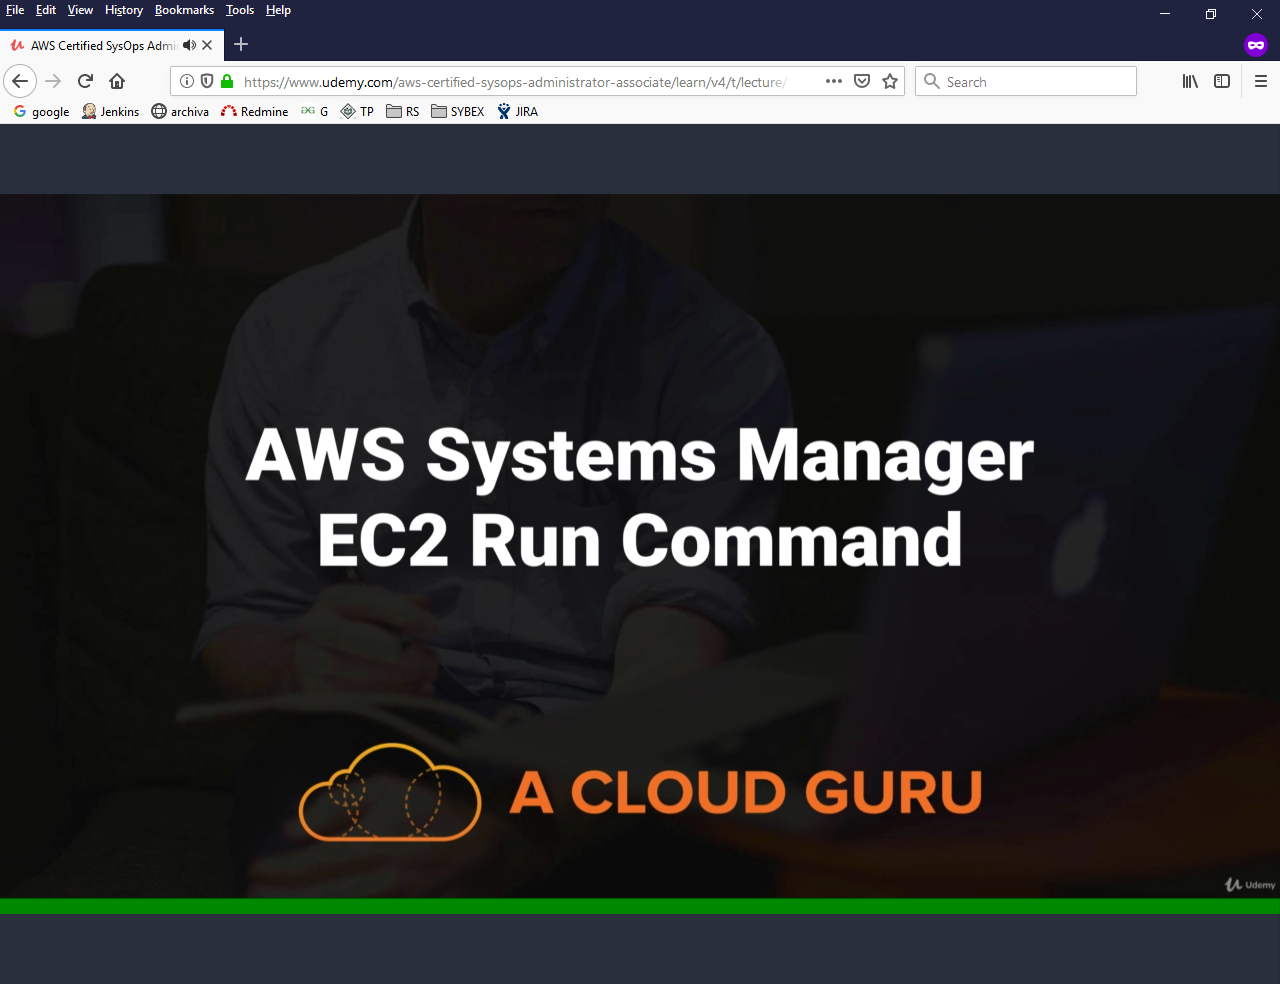 File Edit View History Bookmarks Tools Help
AWS Certified SysOps Admi
https://www.udemy.com/aws-certified-sysops-administrator-associate/learn/v4/t/lecture/
Search
google Jenkins archiva Redmine G TP RS SYBEX JIRA
AWS Systems Manager
EC2 Run Command
A CLOUD GURU
Udemy